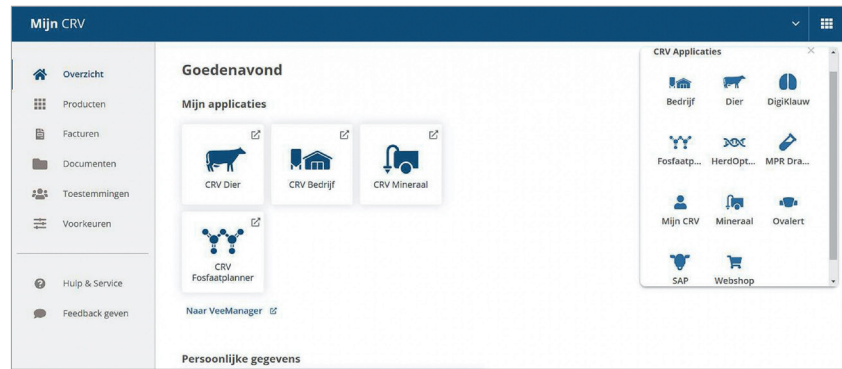 Mijn CRV
Overzicht
Producten
Facturen
Documenten
Toestemmingen
Voorkeuren
Hulp & Service
Feedback geven
Goedenavond
Mijn applicaties
CRV Dier
CRV Bedrijf
CRV Mineraal
CRV
Fosfaatplanner
Naar VeeManager
Persoonlijke gegevens
CRV Applicaties
Bedrijf
Dier
DigiKlauw
Fosfaatp...
HerdOpt...
MPR Dra...
Mijn CRV
Mineraal
Ovalert
SAP
Webshop